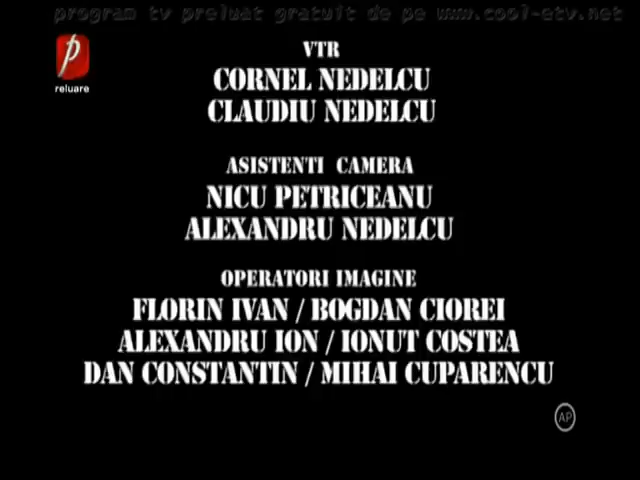 program tv preluat gratuit de pe www.cool-etv.net
p
reluare
VTR
CORNEL NEDELCU
CLAUDIU NEDELCU
ASISTENTI CAMERA
NICU PETRICEANU
ALEXANDRU NEDELCU
OPERATORI IMAGINE
FLORIN IVAN / BOGDAN CIOREI
ALEXANDRU ION / IONUT COSTEA
DAN CONSTANTIN / MIHAI CUPARENCU
AP